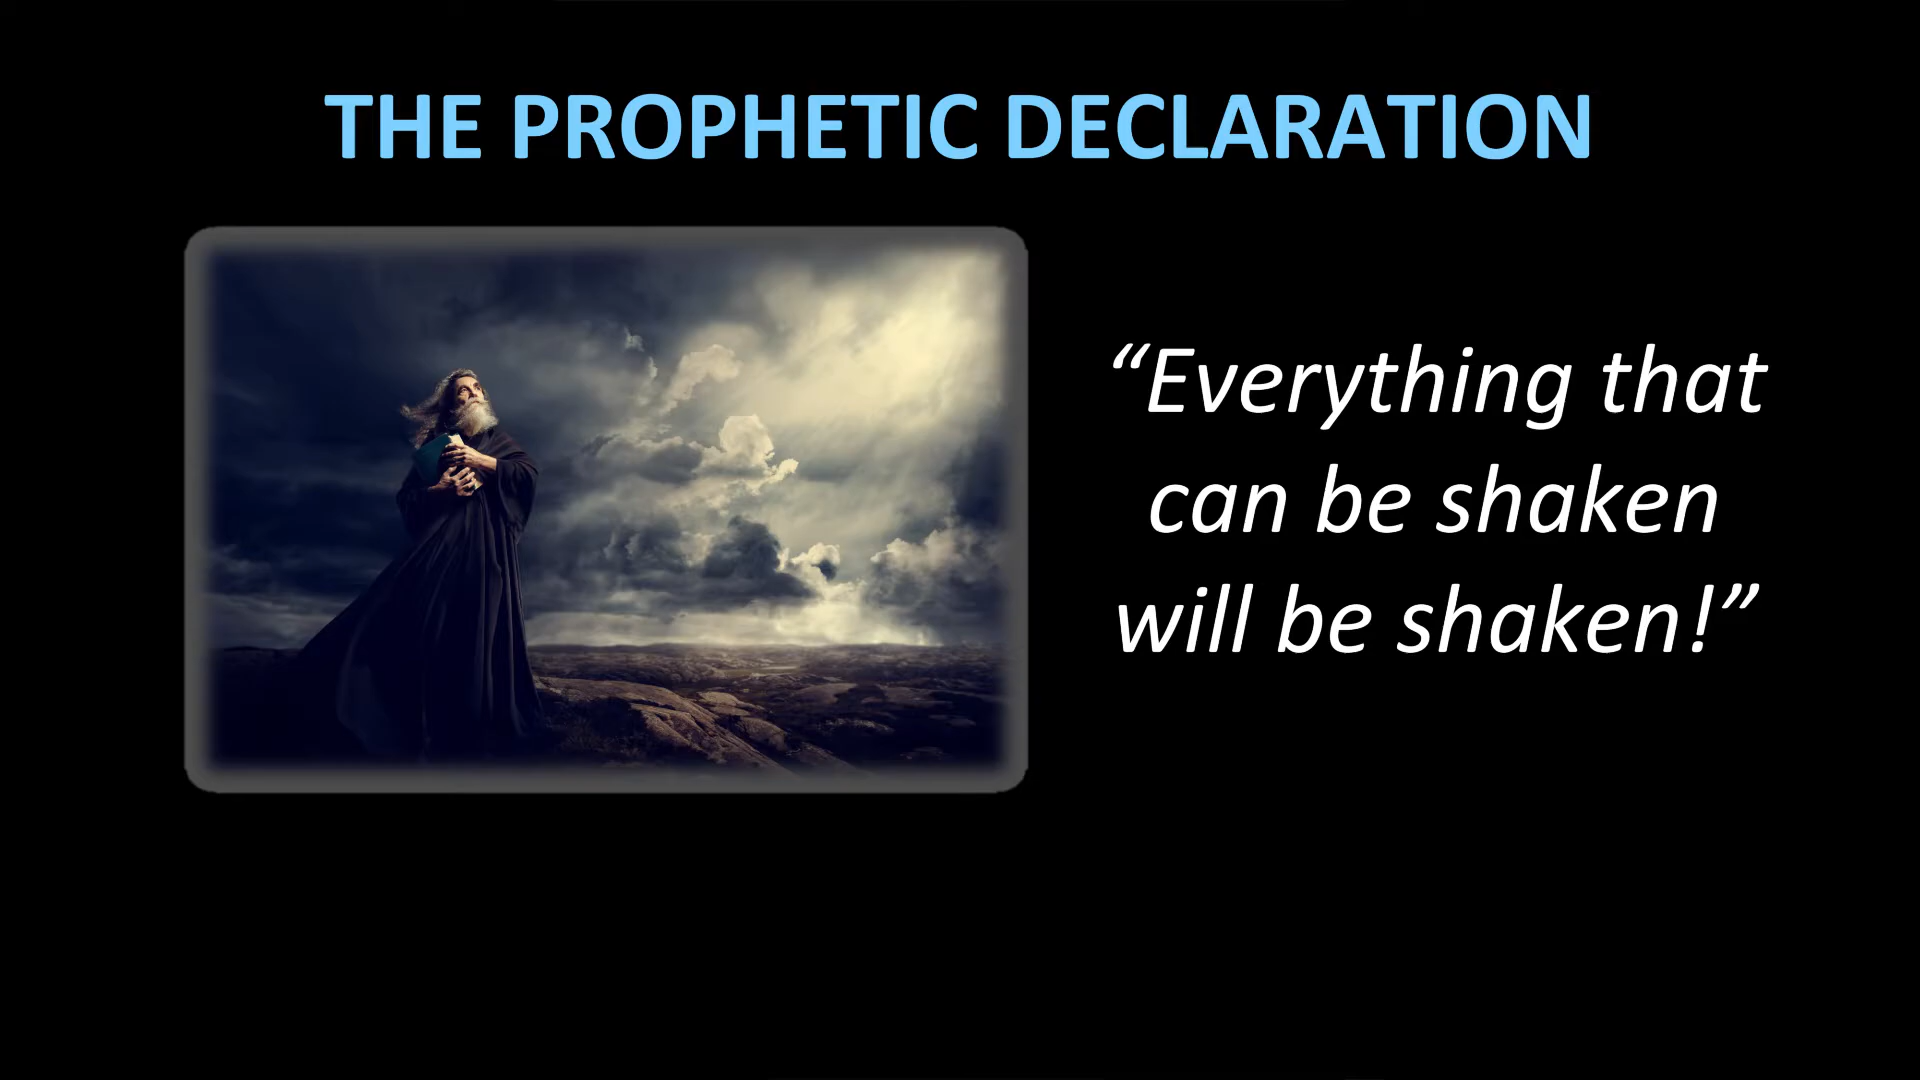 THE PROPHETIC DECLARATION
“Everything that
can be shaken
will be shaken!”